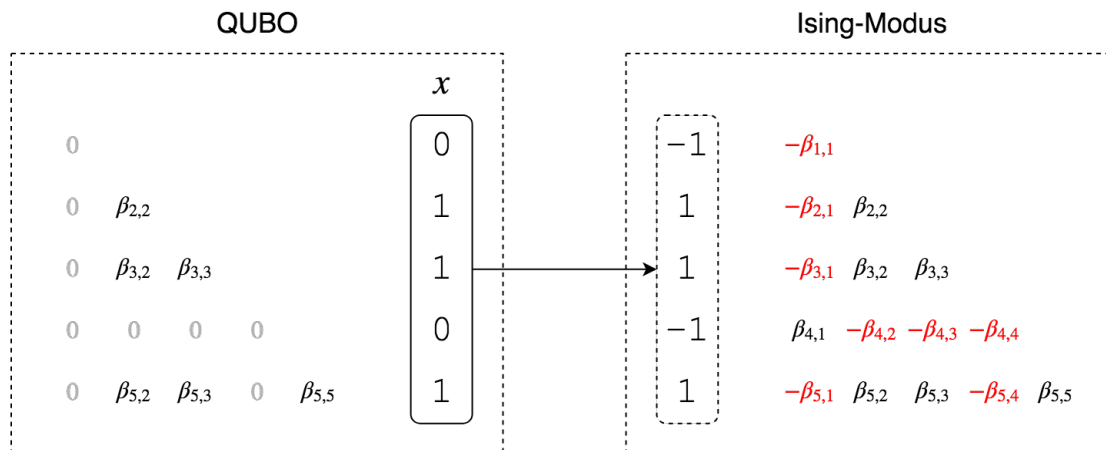 QUBO Ising-Modus
x
0 0 −1 −β1,1
0 β2,2 1 1 −β2,1 β2,2
0 β3,2 β3,3 1 1 −β3,1 β3,2 β3,3
0 0 0 0 0 −1 β4,1 −β4,2 −β4,3 −β4,4
0 β5,2 β5,3 0 β5,5 1 1 −β5,1 β5,2 β5,3 −β5,4 β5,5